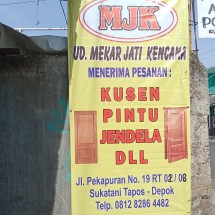 MJK
UD. MEKAR JATI KENCANA
MENERIMA PESANAN :
KUSEN
PINTU
JENDELA
DLL
Jl. Pekapuran No. 19 RT 02 / 08
Sukatani Tapos - Depok
Telp. 0812 8286 4482